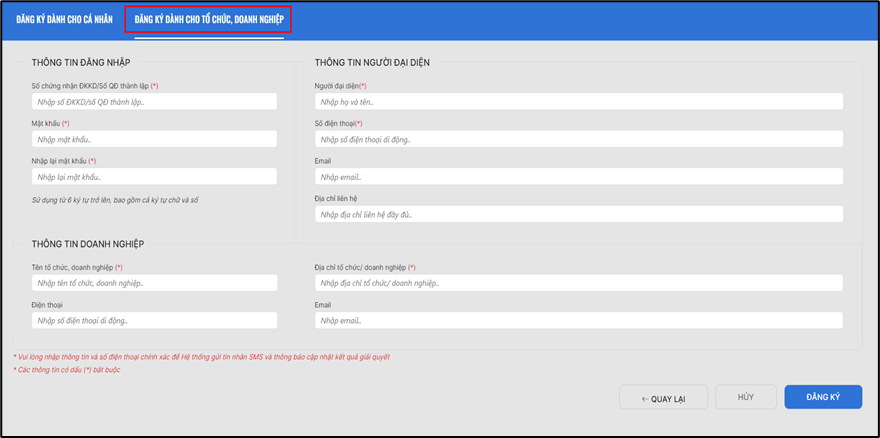 ĐĂNG KÝ DÀNH CHO CÁ NHÂN
ĐĂNG KÝ DÀNH CHO TỔ CHỨC, DOANH NGHIỆP
THÔNG TIN ĐĂNG NHẬP
Số chứng nhận ĐKKD/Số QĐ thành lập (*)
Nhập số ĐKKD/số QĐ thành lập..
Mật khẩu (*)
Nhập mật khẩu..
Nhập lại mật khẩu (*)
Nhập lại mật khẩu..
Sử dụng từ 6 ký tự trở lên, bao gồm cả ký tự chữ và số
THÔNG TIN NGƯỜI ĐẠI DIỆN
Người đại diện(*)
Nhập họ và tên..
Số điện thoại(*)
Nhập số điện thoại di động..
Email
Nhập email..
Địa chỉ liên hệ
Nhập địa chỉ liên hệ đầy đủ..
THÔNG TIN DOANH NGHIỆP
Tên tổ chức, doanh nghiệp (*)
Nhập tên tổ chức, doanh nghiệp..
Địa chỉ tổ chức/ doanh nghiệp (*)
Nhập địa chỉ tổ chức/ doanh nghiệp..
Điện thoại
Nhập số điện thoại di động..
Email
Nhập email..
* Vui lòng nhập thông tin và số điện thoại chính xác để Hệ thống gửi tin nhắn SMS và thông báo cập nhật kết quả giải quyết
* Các thông tin có dấu (*) bắt buộc
← QUAY LẠI
HỦY
ĐĂNG KÝ